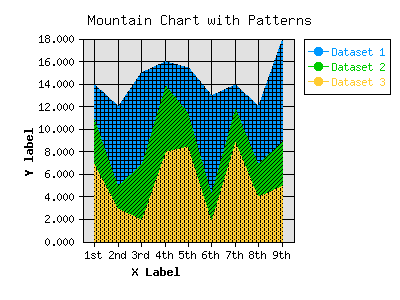 Mountain Chart with Patterns
18.000
16.000
14.000
12.000
10.000
8.000
6.000
4.000
2.000
0.000
Y label
1st 2nd 3rd 4th 5th 6th 7th 8th 9th
X Label
Dataset 1
Dataset 2
Dataset 3